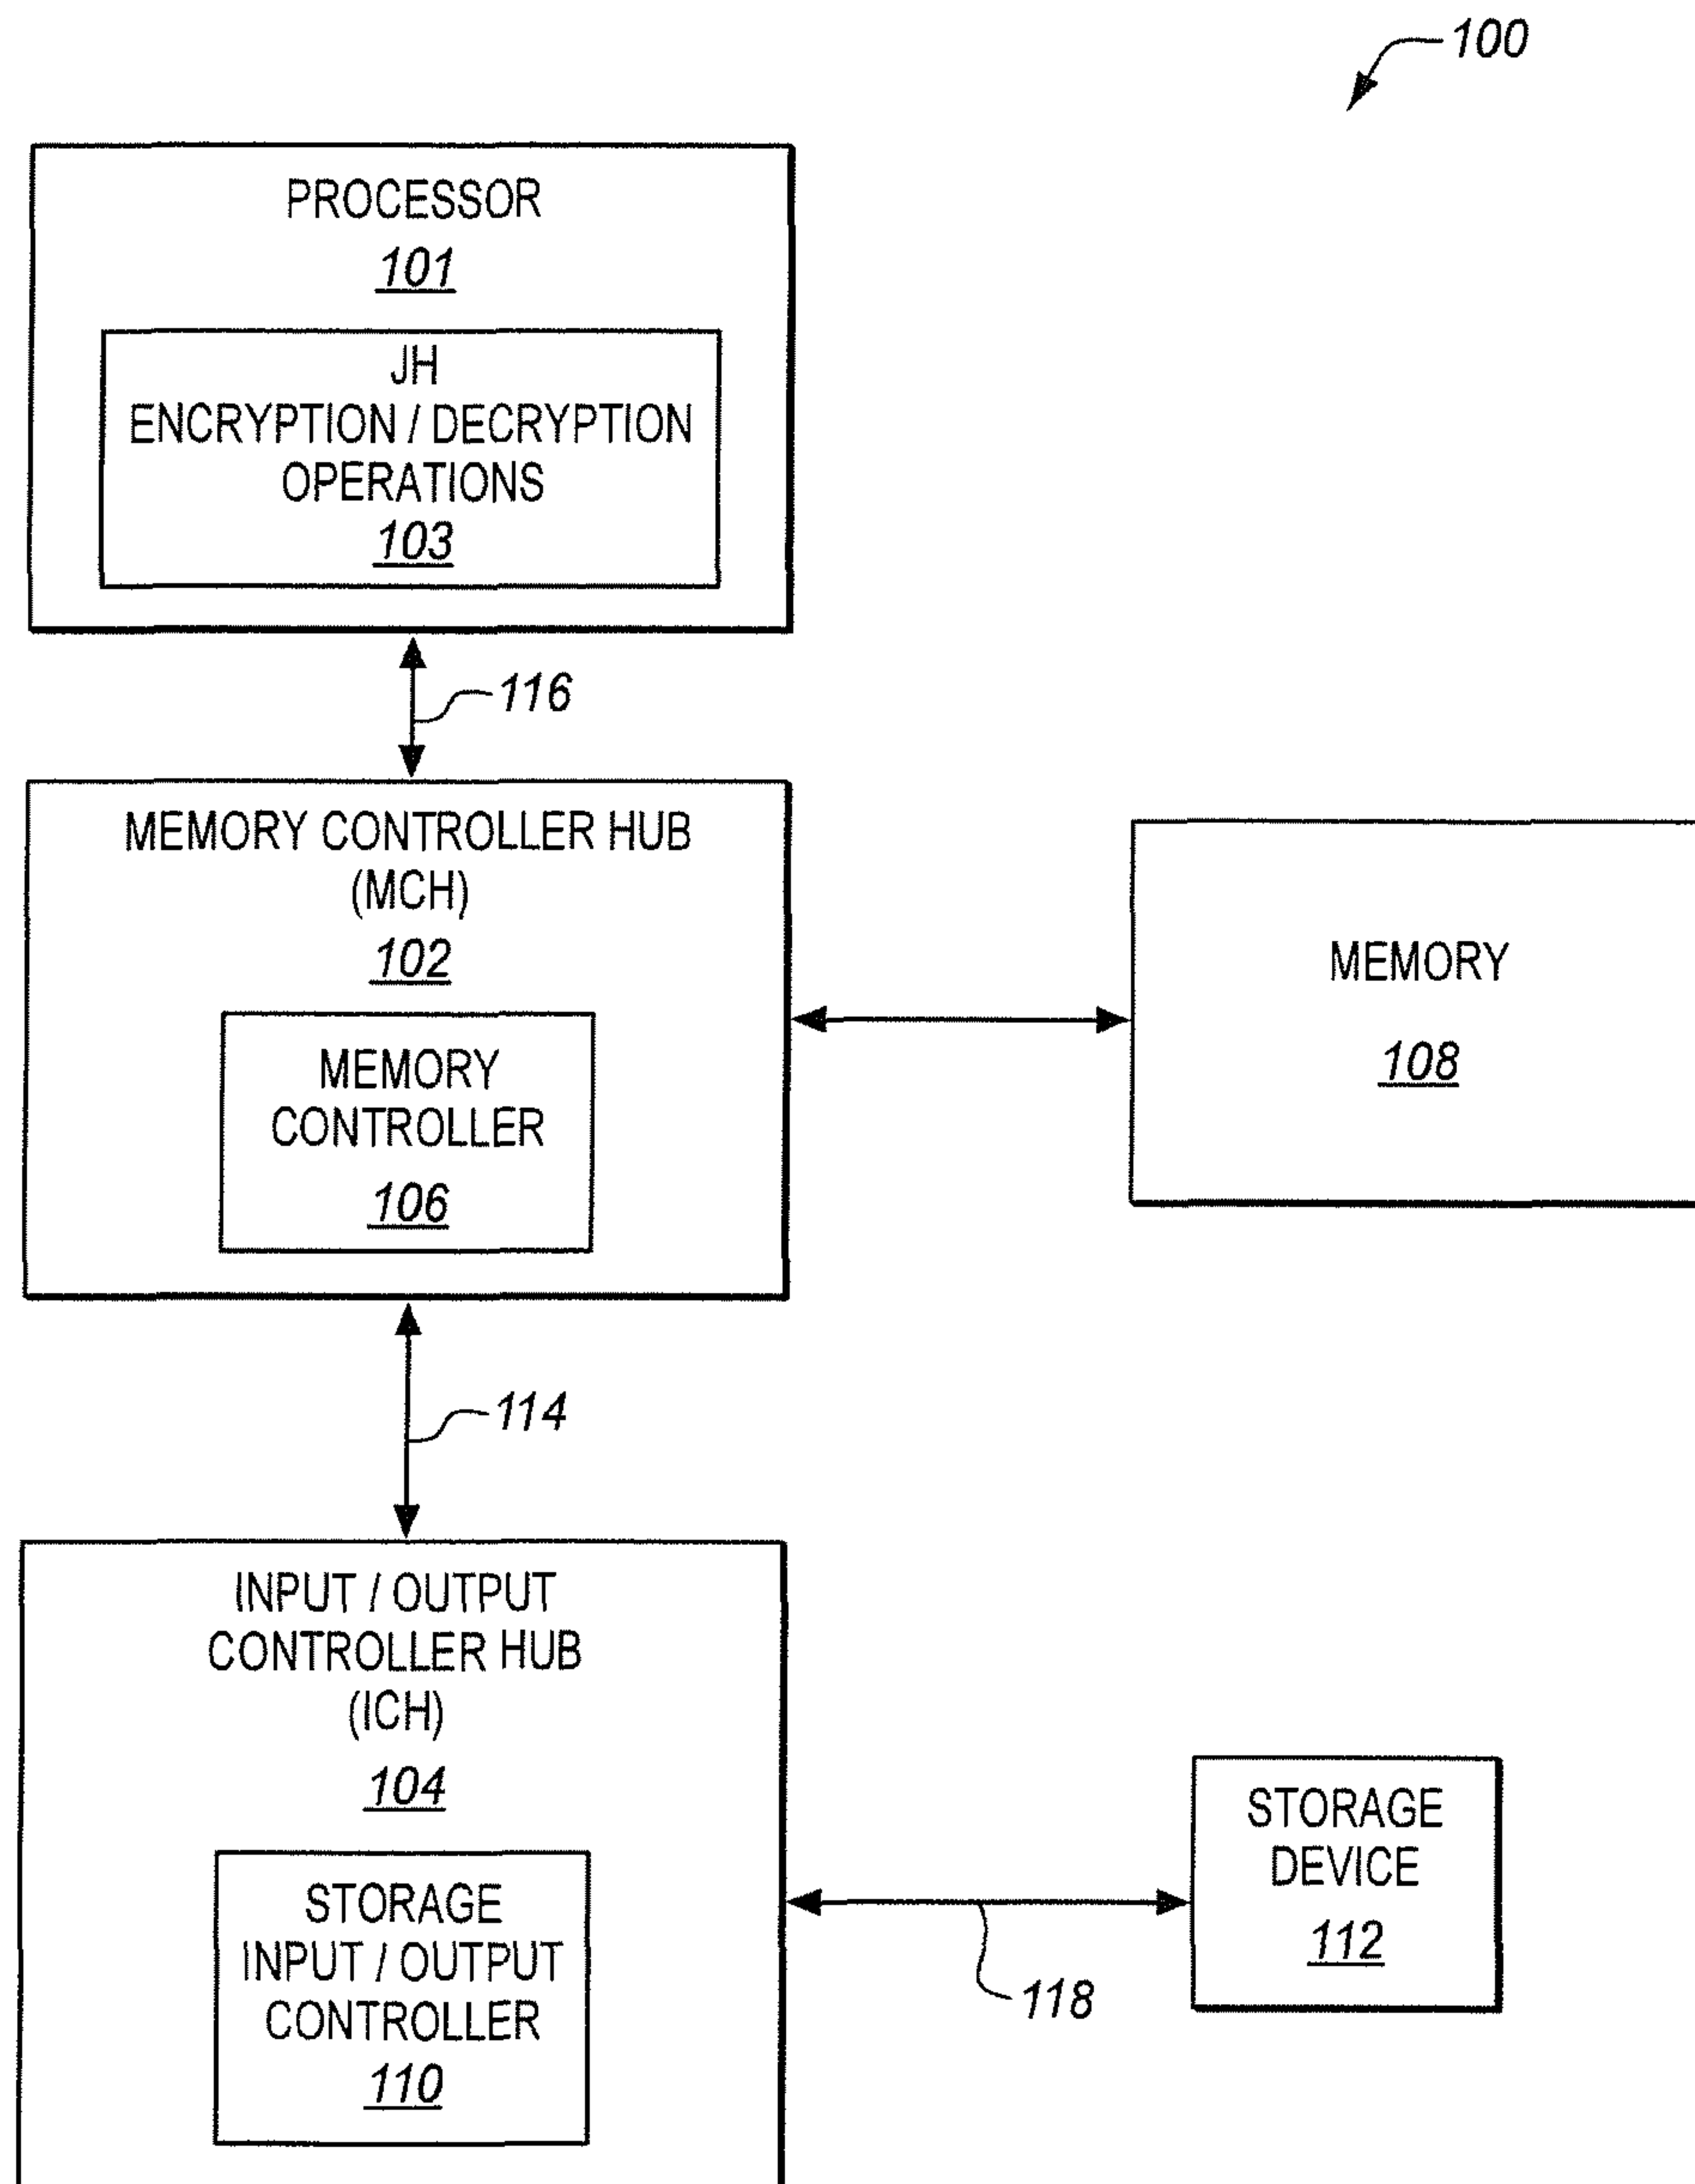 100
PROCESSOR
101
JH
ENCRYPTION / DECRYPTION
OPERATIONS
103
116
MEMORY CONTROLLER HUB
(MCH)
102
MEMORY
CONTROLLER
106
MEMORY
108
114
INPUT / OUTPUT
CONTROLLER HUB
(ICH)
104
STORAGE
INPUT / OUTPUT
CONTROLLER
110
118
STORAGE
DEVICE
112